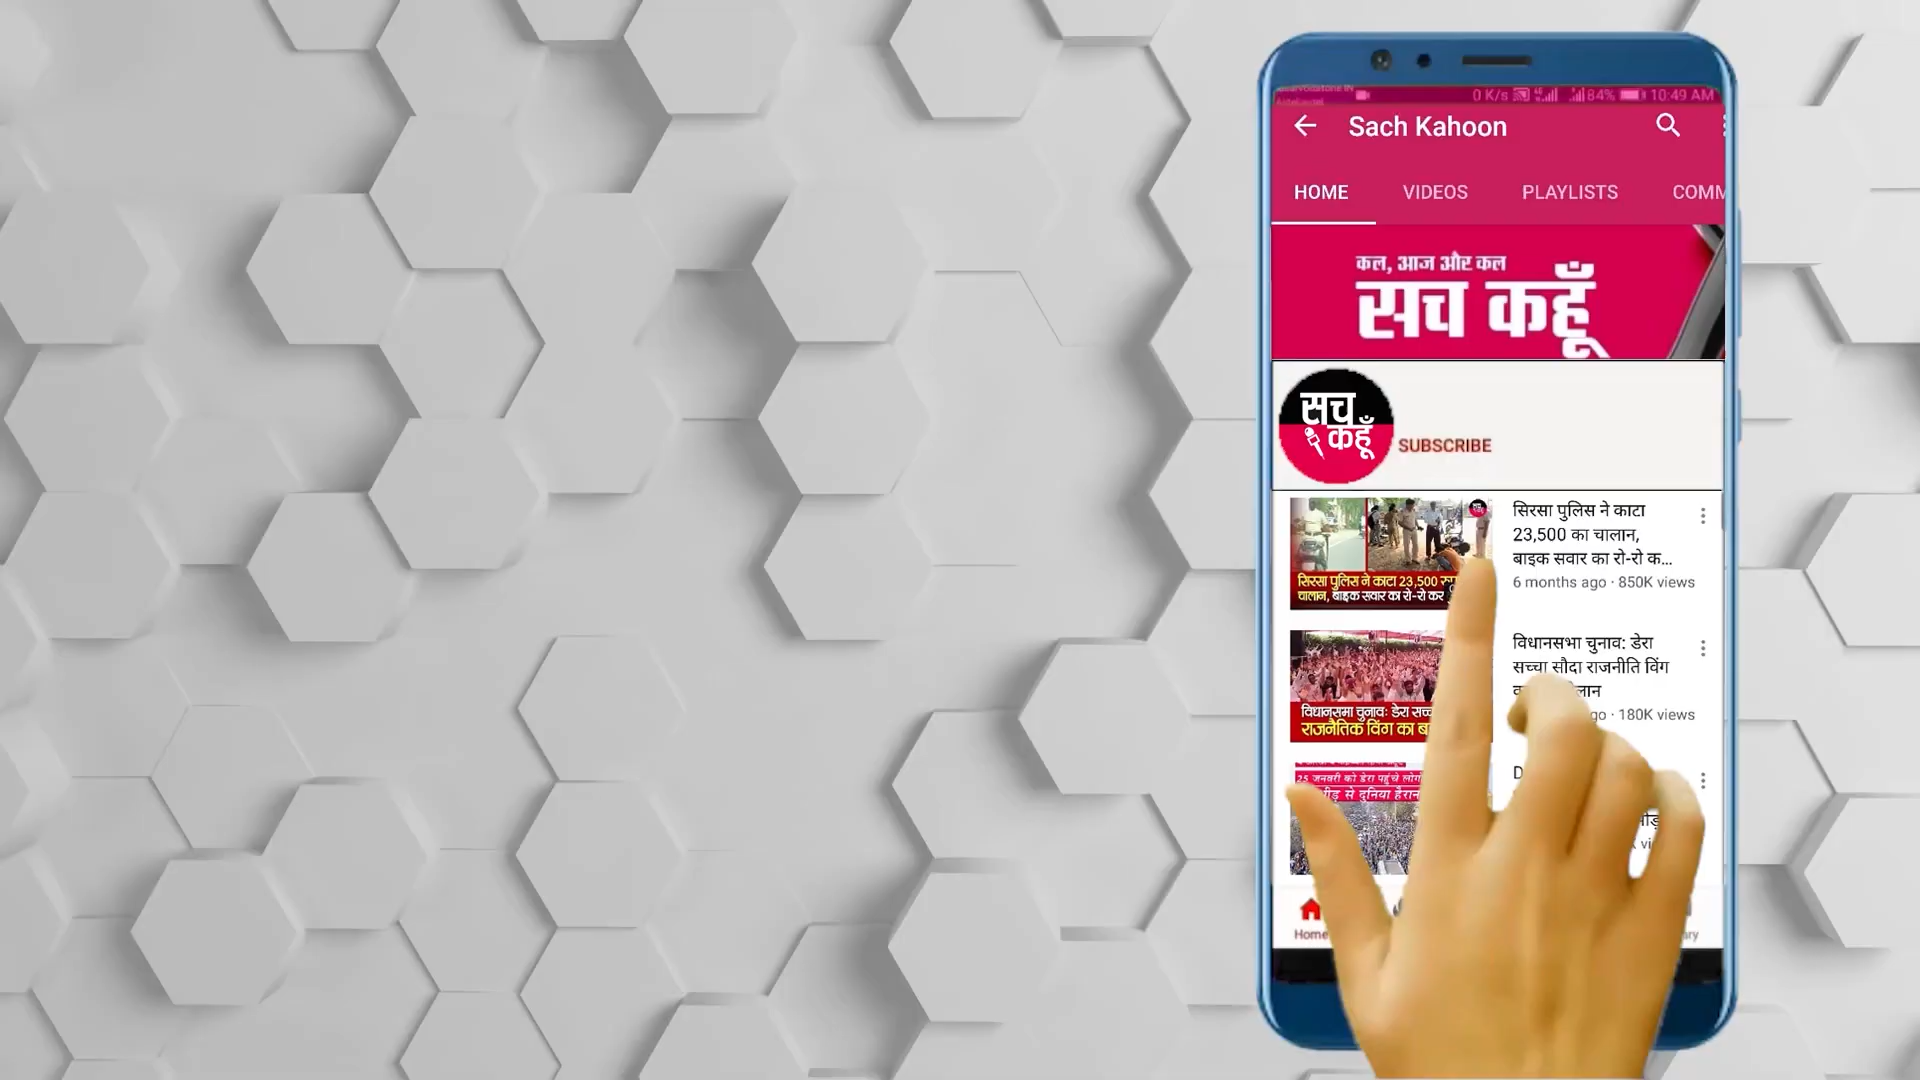 0 K/s 84% 10:49 AM
Sach Kahoon
HOME VIDEOS PLAYLISTS COMM
कल, आज और कल
सच कहूँ
सच
कहूँ
SUBSCRIBE
सिरसा पुलिस ने काटा 23,500
चालान, बाइक सवार का रो-रो कर
सिरसा पुलिस ने काटा
23,500 का चालान,
बाइक सवार का रो-रो क...
6 months ago · 850K views
विधानसभा चुनावः डेरा
राजनैतिक विंग का
विधानसभा चुनाव: डेरा
सच्चा सौदा राजनीति विंग
180K views
25 जनवरी को डेरा पहुंचे
से दुनिया हैरान
Home